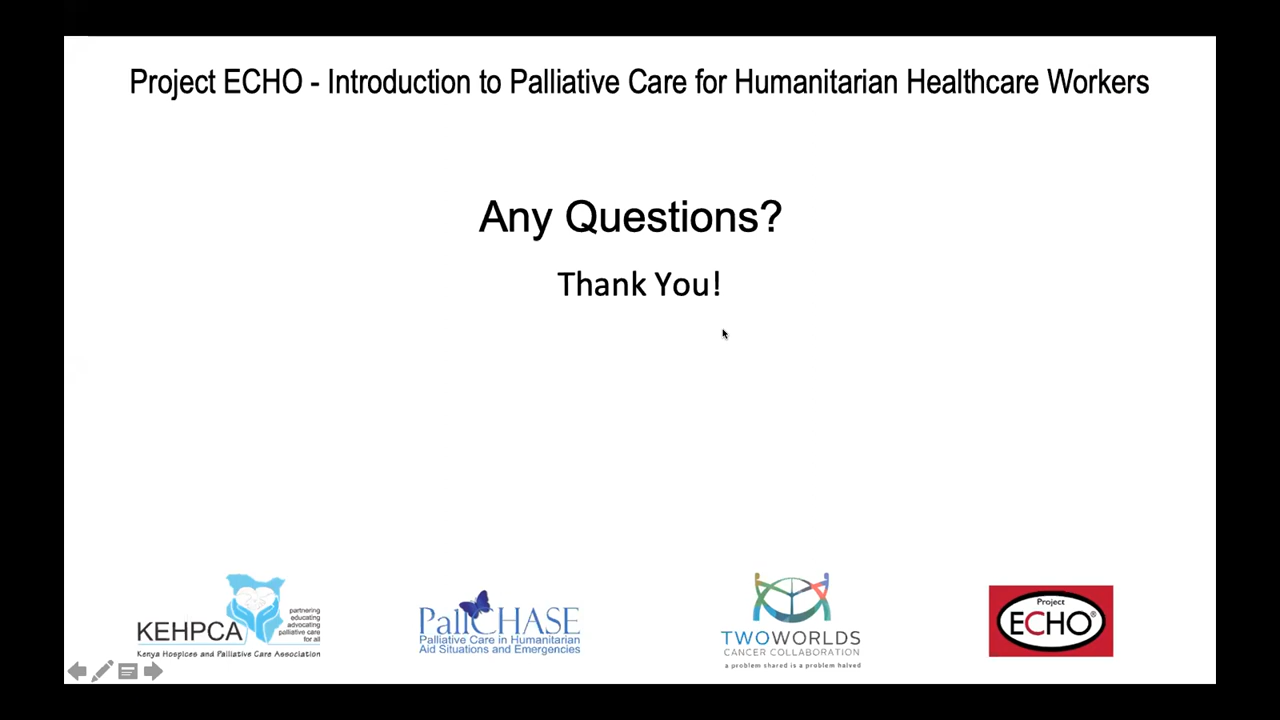 Project ECHO - Introduction to Palliative Care for Humanitarian Healthcare Workers
Any Questions?
Thank You!
KEHPCA
partnering
educating
advocating
palliative care
for all
Kenya Hospices and Palliative Care Association
PallCHASE
Palliative Care in Humanitarian
Aid Situations and Emergencies
TWOWORLDS
CANCER COLLABORATION
a problem shared is a problem halved
Project
ECHO®